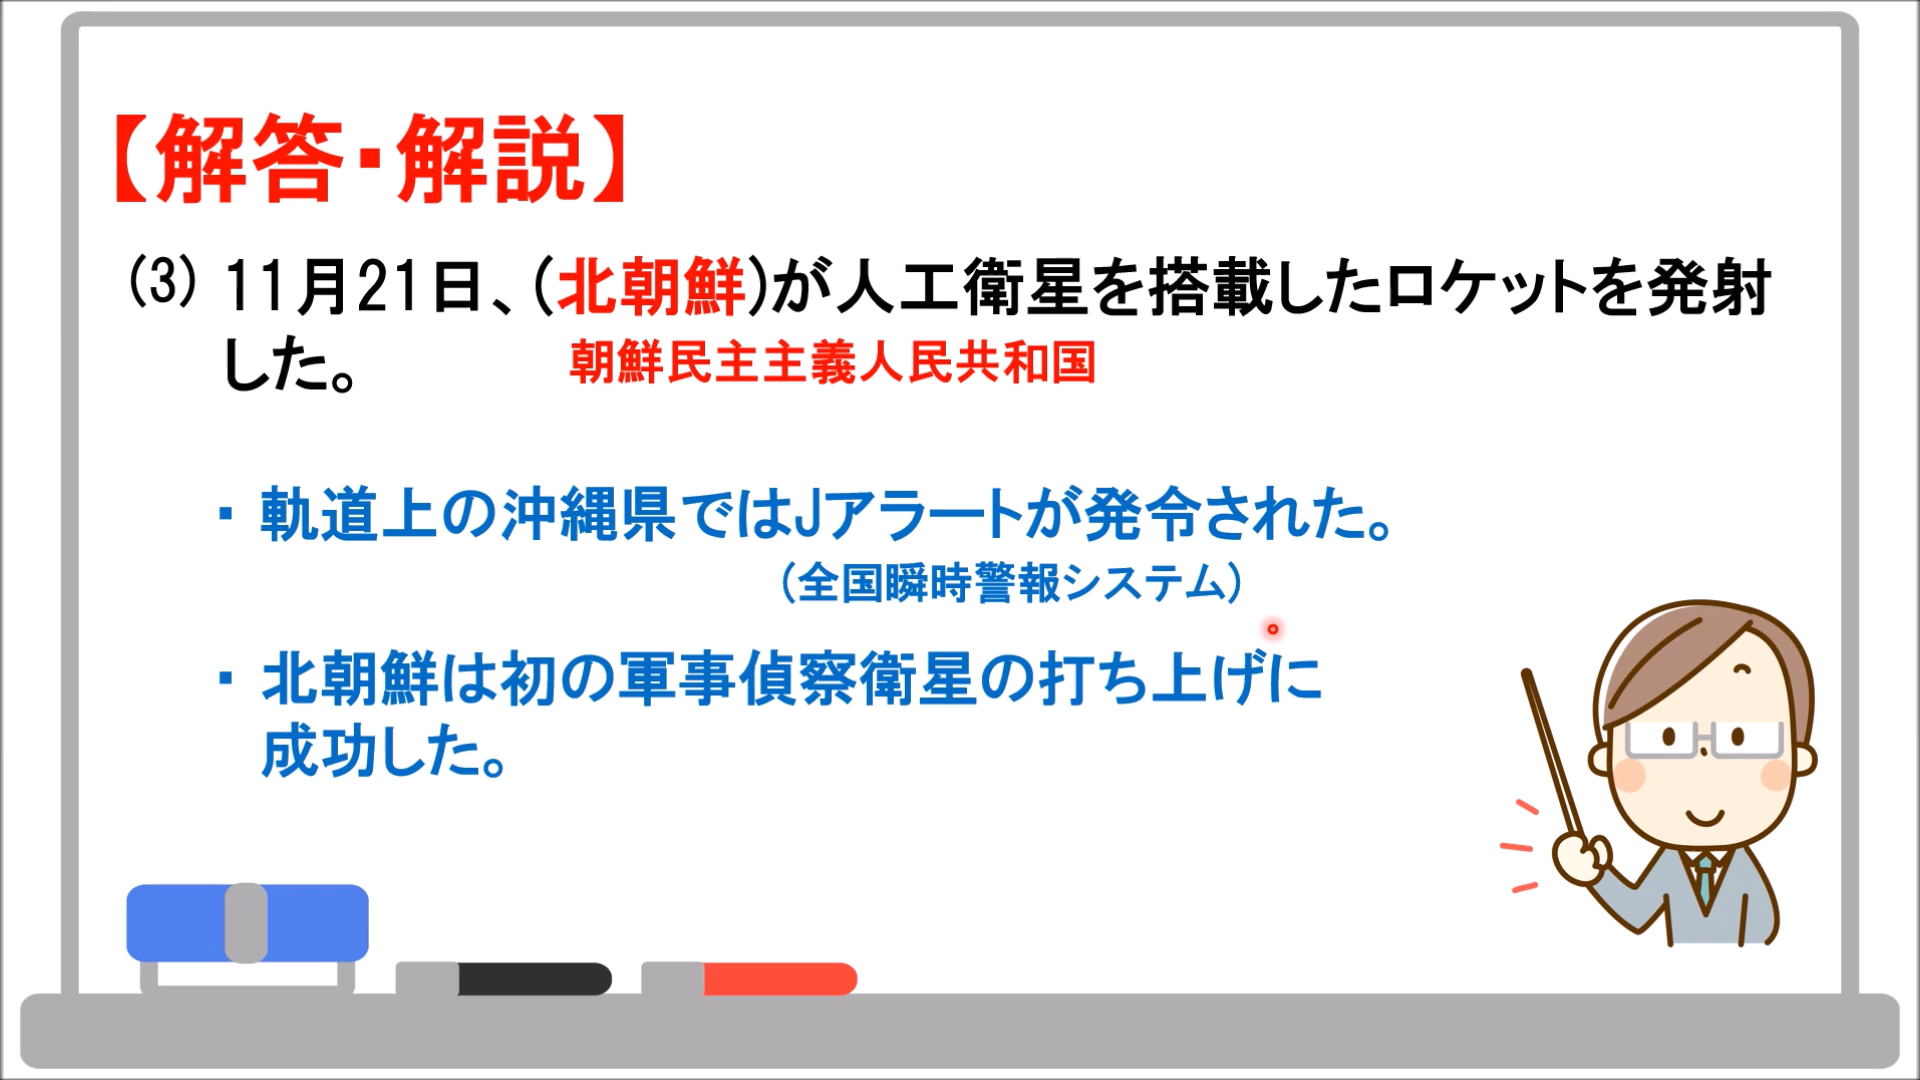 【解答・解説】
(3) 11月21日、(北朝鮮)が人工衛星を搭載したロケットを発射
した。 朝鮮民主主義人民共和国
・ 軌道上の沖縄県ではJアラートが発令された。
(全国瞬時警報システム)
・ 北朝鮮は初の軍事偵察衛星の打ち上げに
成功した。